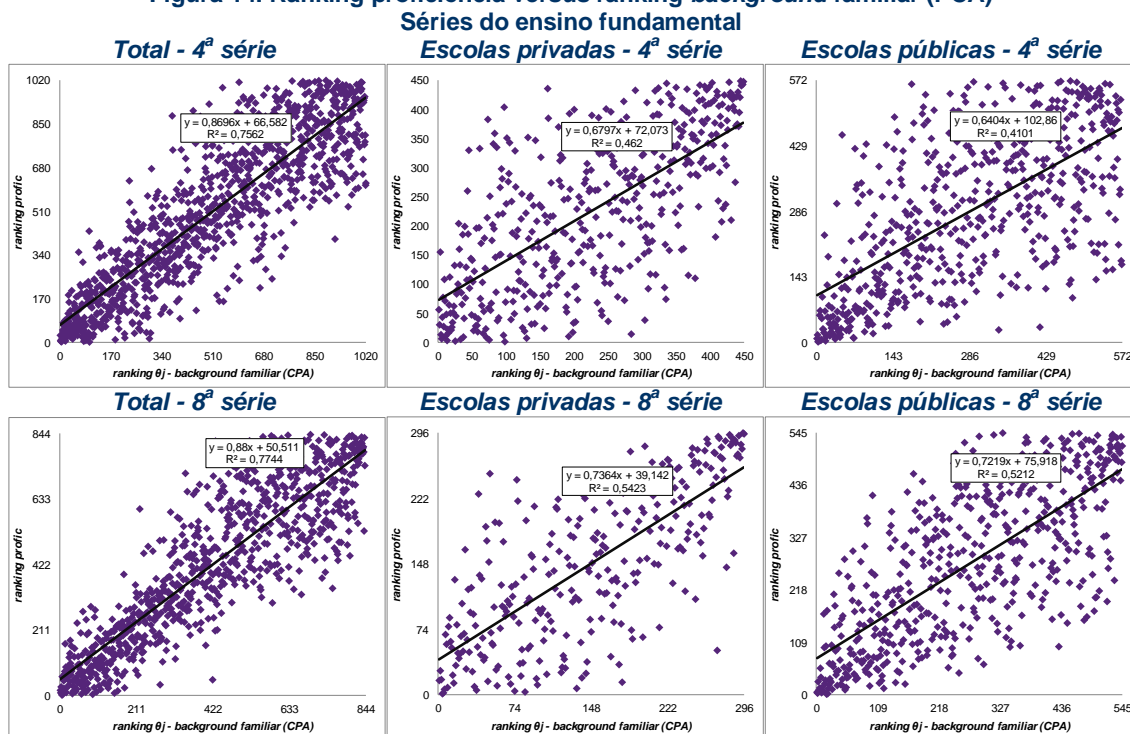 Séries do ensino fundamental
Total - 4ª série
Escolas privadas - 4ª série
Escolas públicas - 4ª série
1020
850
680
510
340
170
0
ranking profic
y = 0,8696x + 66,582
R² = 0,7562
0 170 340 510 680 850 1020
ranking θj - background familiar (CPA)
450
400
350
300
250
200
150
100
50
0
ranking profic
y = 0,6797x + 72,073
R² = 0,462
0 50 100 150 200 250 300 350 400 450
ranking θj - background familiar (CPA)
572
429
286
143
0
ranking profic
y = 0,6404x + 102,86
R² = 0,4101
0 143 286 429 572
ranking θj - background familiar (CPA)
Total - 8ª série
Escolas privadas - 8ª série
Escolas públicas - 8ª série
844
633
422
211
0
ranking profic
y = 0,88x + 50,511
R² = 0,7744
0 211 422 633 844
ranking θj - background familiar (CPA)
296
222
148
74
0
ranking profic
y = 0,7364x + 39,142
R² = 0,5423
0 74 148 222 296
ranking θj - background familiar (CPA)
545
436
327
218
109
0
ranking profic
y = 0,7219x + 75,918
R² = 0,5212
0 109 218 327 436 545
ranking θj - background familiar (CPA)